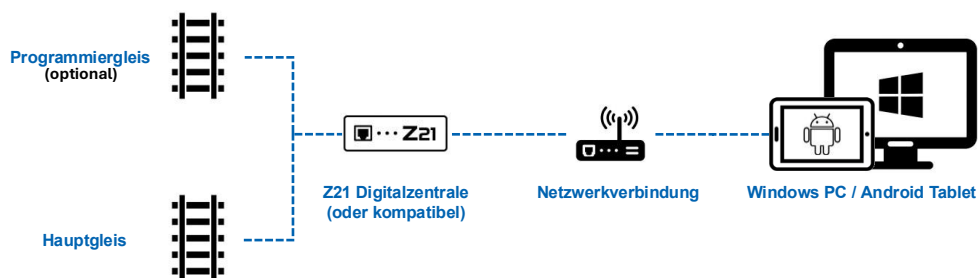 Programmiergleis
(optional)
Z21
Z21 Digitalzentrale
(oder kompatibel)
Netzwerkverbindung
Windows PC / Android Tablet
Hauptgleis